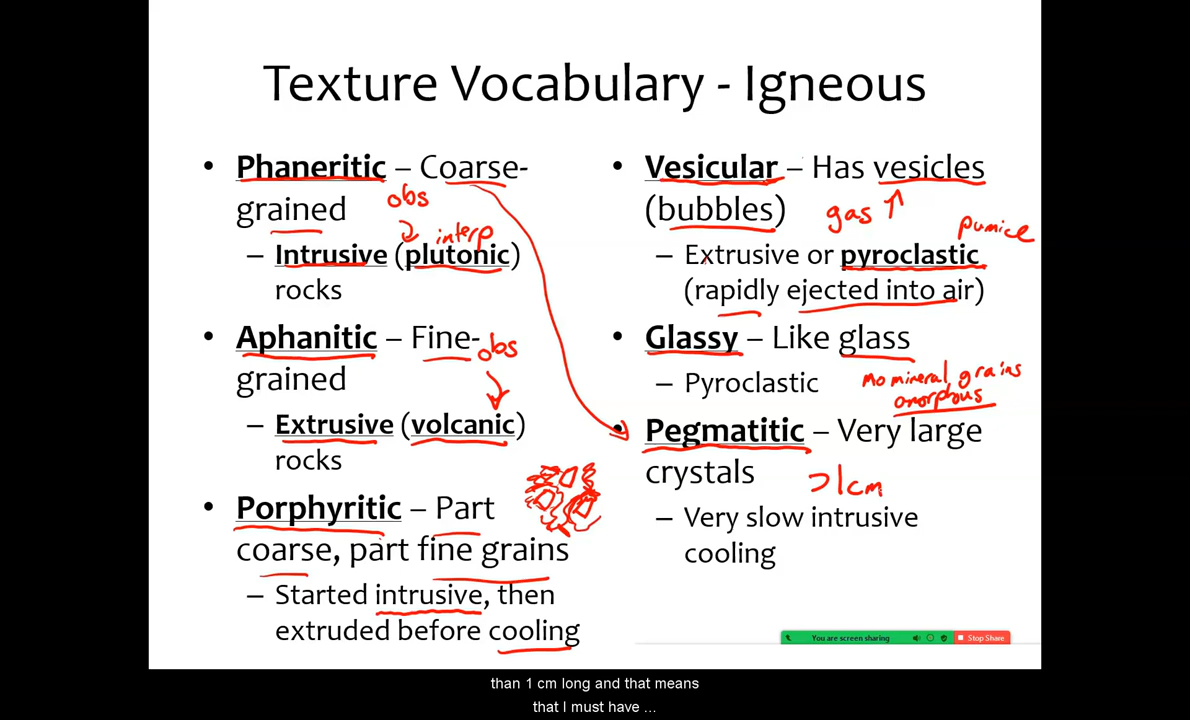 Texture Vocabulary - Igneous
• Phaneritic – Coarse-
grained
obs
interp
– Intrusive (plutonic)
rocks
• Aphanitic – Fine-
obs
grained
– Extrusive (volcanic)
rocks
• Porphyritic – Part
coarse, part fine grains
– Started intrusive, then
extruded before cooling
• Vesicular – Has vesicles
(bubbles)
gas
pumice
– Extrusive or pyroclastic
(rapidly ejected into air)
• Glassy – Like glass
– Pyroclastic
no mineral grains
amorphous
• Pegmatitic – Very large
crystals
>1cm
– Very slow intrusive
cooling
You are screen sharing
Stop Share
than 1 cm long and that means
that I must have ...